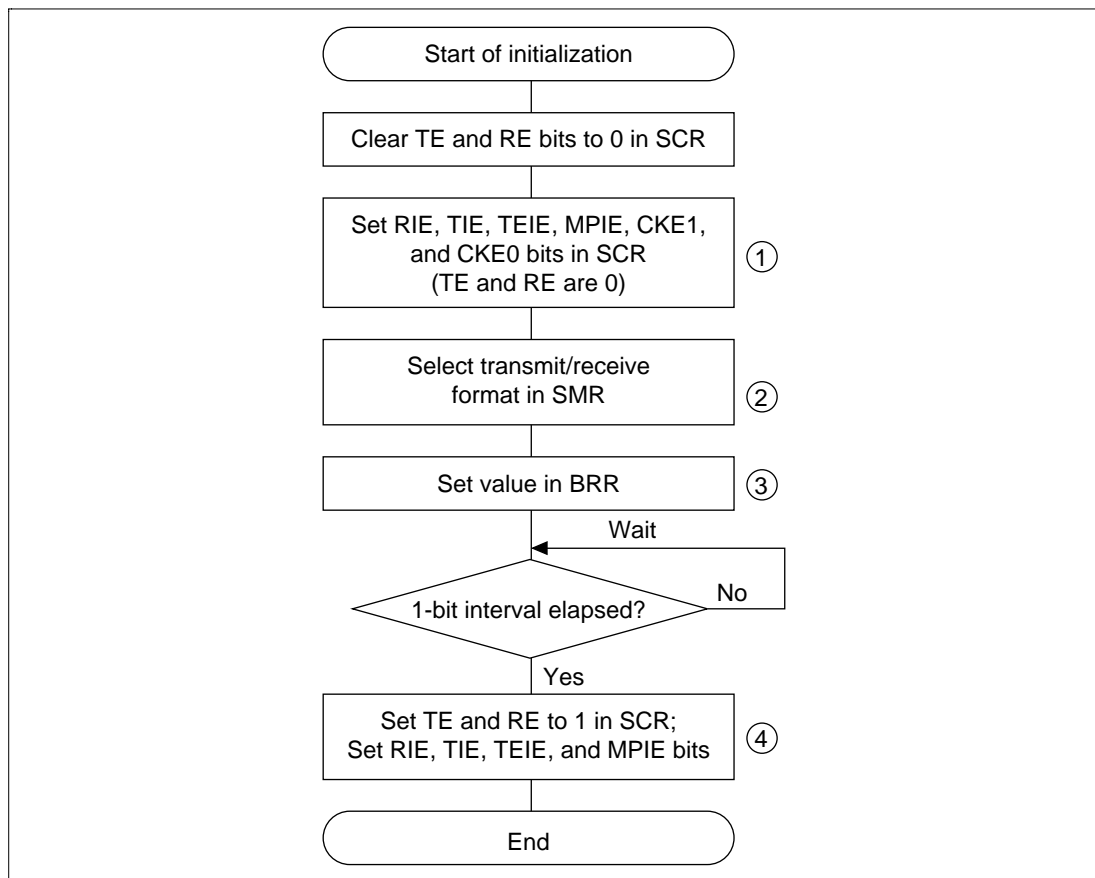 Start of initialization
Clear TE and RE bits to 0 in SCR
Set RIE, TIE, TEIE, MPIE, CKE1,
and CKE0 bits in SCR
(TE and RE are 0)
1
Select transmit/receive
format in SMR
2
Set value in BRR
3
Wait
1-bit interval elapsed?
No
Yes
Set TE and RE to 1 in SCR;
Set RIE, TIE, TEIE, and MPIE bits
4
End